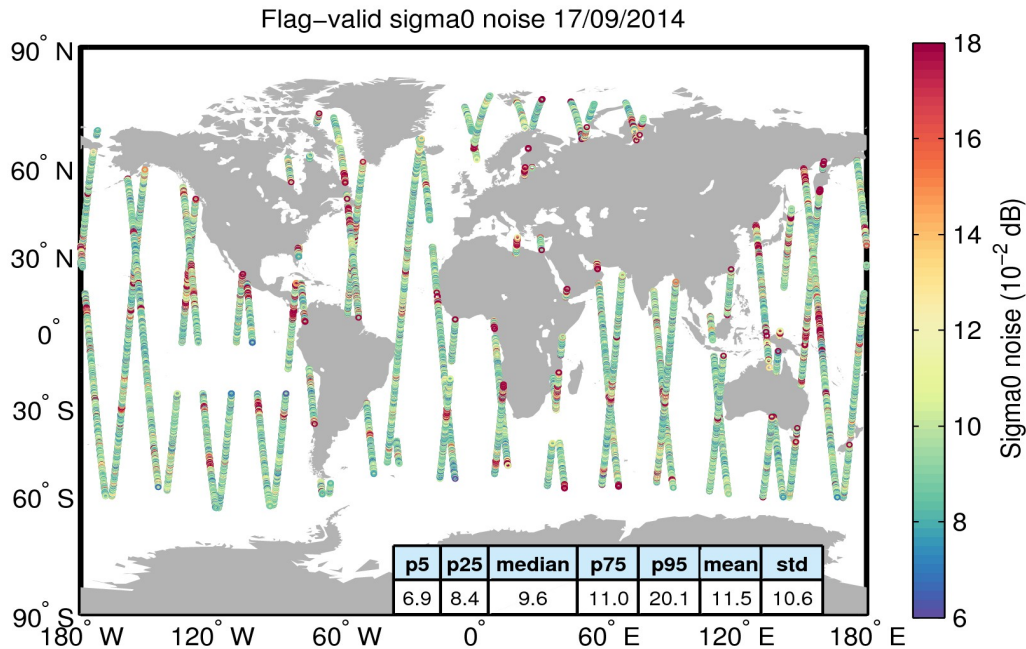 Flag−valid sigma0 noise 17/09/2014
90° N
60° N
30° N
0°
30° S
60° S
90° S
180° W
120° W
60° W
0°
60° E
120° E
180° E
p5 p25 median p75 p95 mean std
6.9 8.4 9.6 11.0 20.1 11.5 10.6
18
16
14
12
10
8
6
Sigma0 noise (10⁻² dB)